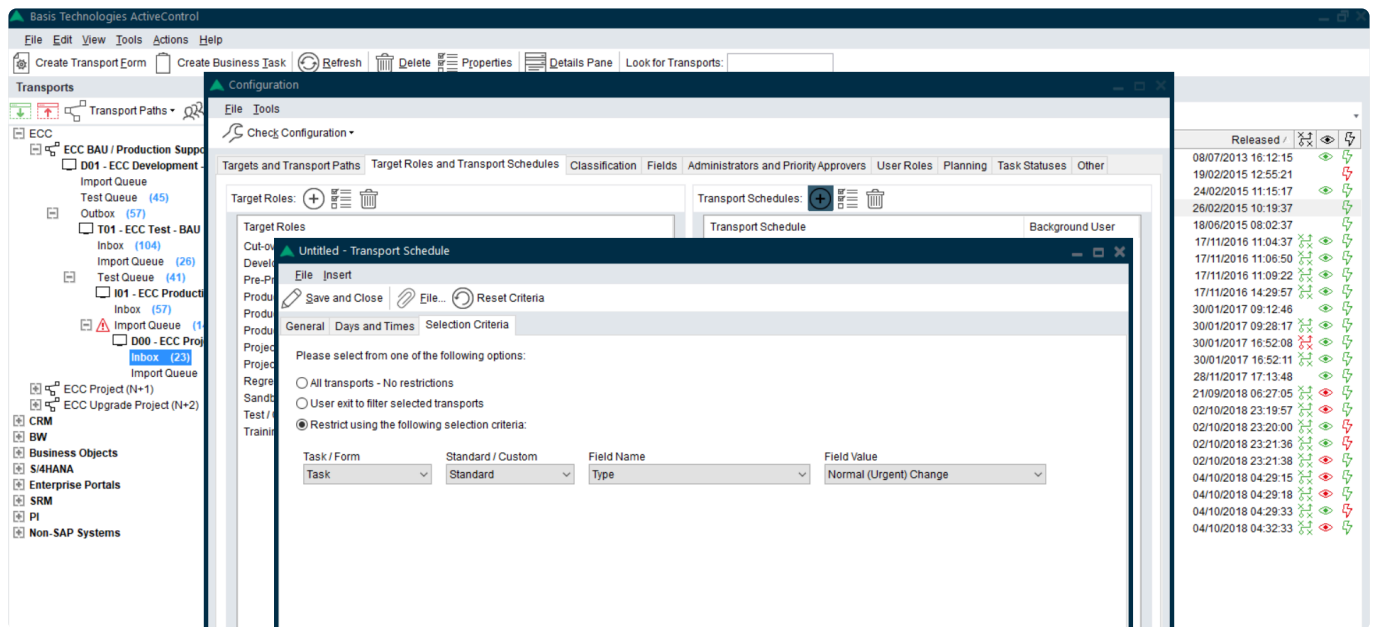 Basis Technologies ActiveControl
File Edit View Tools Actions Help
Create Transport Form Create Business Task Refresh Delete Properties Details Pane Look for Transports:
Transports
Transport Paths
ECC
ECC BAU / Production Suppo
D01 - ECC Development -
Import Queue
Test Queue (45)
Outbox (57)
T01 - ECC Test - BAU
Inbox (104)
Import Queue (26)
Test Queue (41)
I01 - ECC Producti
Inbox (57)
Import Queue (1
D00 - ECC Proj
Inbox (23)
Import Queue
ECC Project (N+1)
ECC Upgrade Project (N+2)
CRM
BW
Business Objects
S/4HANA
Enterprise Portals
SRM
PI
Non-SAP Systems
Configuration
File Tools
Check Configuration
Targets and Transport Paths Target Roles and Transport Schedules Classification Fields Administrators and Priority Approvers User Roles Planning Task Statuses Other
Target Roles: Transport Schedules:
Target Roles Transport Schedule Background User
Cut-ov
Develo
Pre-Pr
Produ
Produ
Produ
Projec
Projec
Regre
Sandb
Test / 
Trainin
Untitled - Transport Schedule
File Insert
Save and Close File... Reset Criteria
General Days and Times Selection Criteria
Please select from one of the following options:
All transports - No restrictions
User exit to filter selected transports
Restrict using the following selection criteria:
Task / Form Standard / Custom Field Name Field Value
Task Standard Type Normal (Urgent) Change
Released /
08/07/2013 16:12:15
19/02/2015 12:55:21
24/02/2015 11:15:17
26/02/2015 10:19:37
18/06/2015 08:02:37
17/11/2016 11:04:37
17/11/2016 11:06:50
17/11/2016 11:09:22
17/11/2016 14:29:57
30/01/2017 09:12:46
30/01/2017 09:28:17
30/01/2017 16:52:08
30/01/2017 16:52:11
28/11/2017 17:13:48
21/09/2018 06:27:05
02/10/2018 23:19:57
02/10/2018 23:20:00
02/10/2018 23:21:36
02/10/2018 23:21:38
04/10/2018 04:29:15
04/10/2018 04:29:18
04/10/2018 04:29:33
04/10/2018 04:32:33